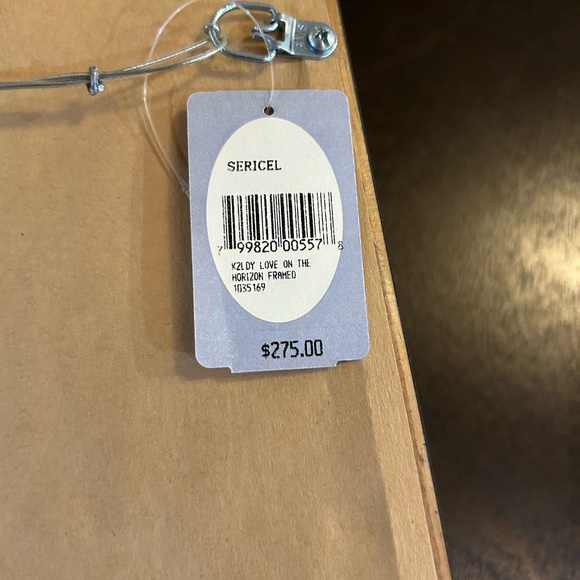 SERICEL
7 99820 00557 8
K2LDY LOVE ON THE
HORIZON FRAMED
1035169
$275.00